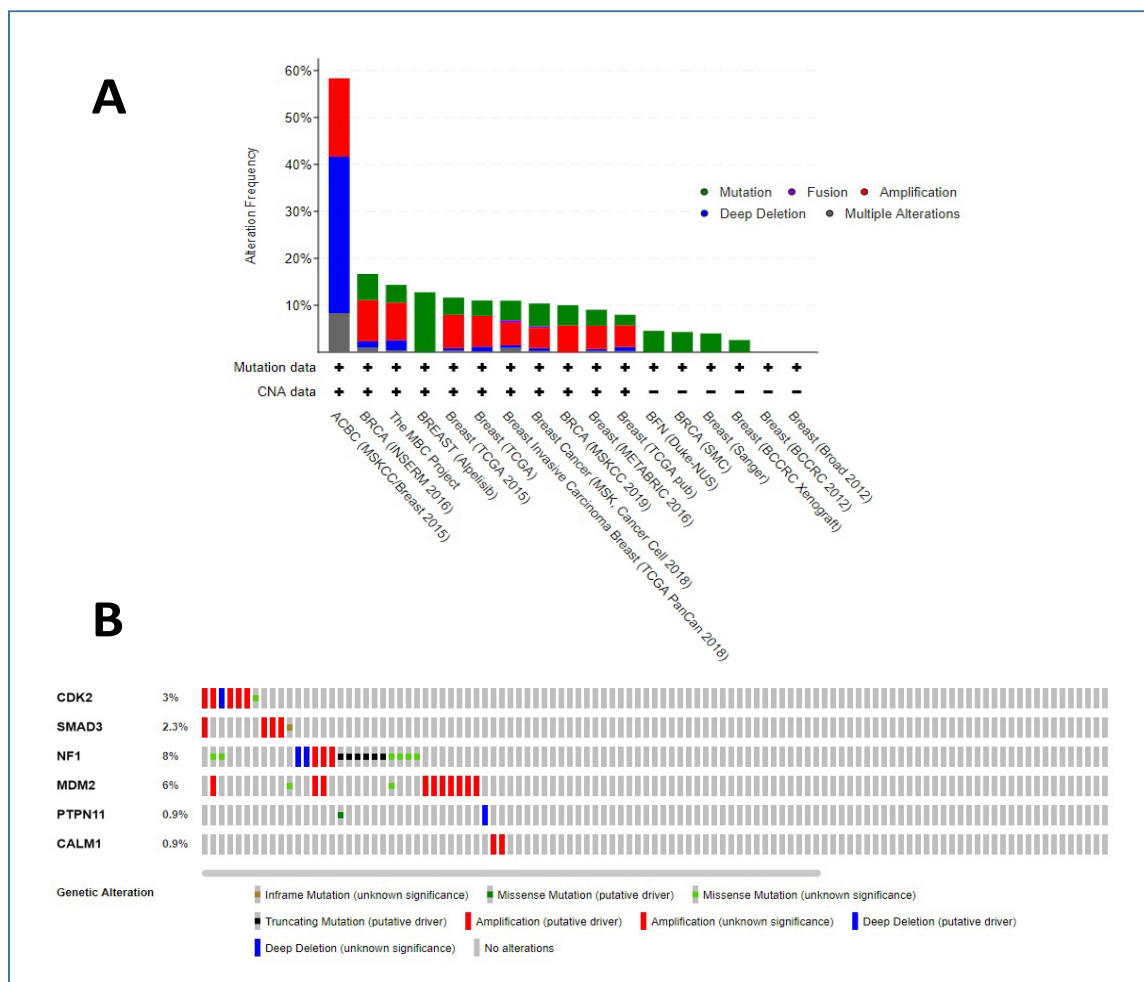 A
60%
50%
40%
30%
20%
10%
Alteration Frequency
Mutation Fusion Amplification
Deep Deletion Multiple Alterations
Mutation data + + + + + + + + + + + + + + + + +
CNA data + + + + + + + + + + + − − − − − −
ACBC (MSKCC/Breast 2015)
BRCA (INSERM 2016)
The MBC Project
BREAST (Alpelisib)
Breast (TCGA 2015)
Breast (TCGA)
Breast Invasive Carcinoma Breast (TCGA PanCan 2018)
Breast Cancer (MSK, Cancer Cell 2018)
BRCA (MSKCC 2019)
Breast (METABRIC 2016)
Breast (TCGA pub)
BFN (Duke-NUS)
BRCA (SMC)
Breast (Sanger)
Breast (BCCRC Xenograft)
Breast (BCCRC 2012)
Breast (Broad 2012)
B
CDK2 3%
SMAD3 2.3%
NF1 8%
MDM2 6%
PTPN11 0.9%
CALM1 0.9%
Genetic Alteration Inframe Mutation (unknown significance) Missense Mutation (putative driver) Missense Mutation (unknown significance)
Truncating Mutation (putative driver) Amplification (putative driver) Amplification (unknown significance) Deep Deletion (putative driver)
Deep Deletion (unknown significance) No alterations